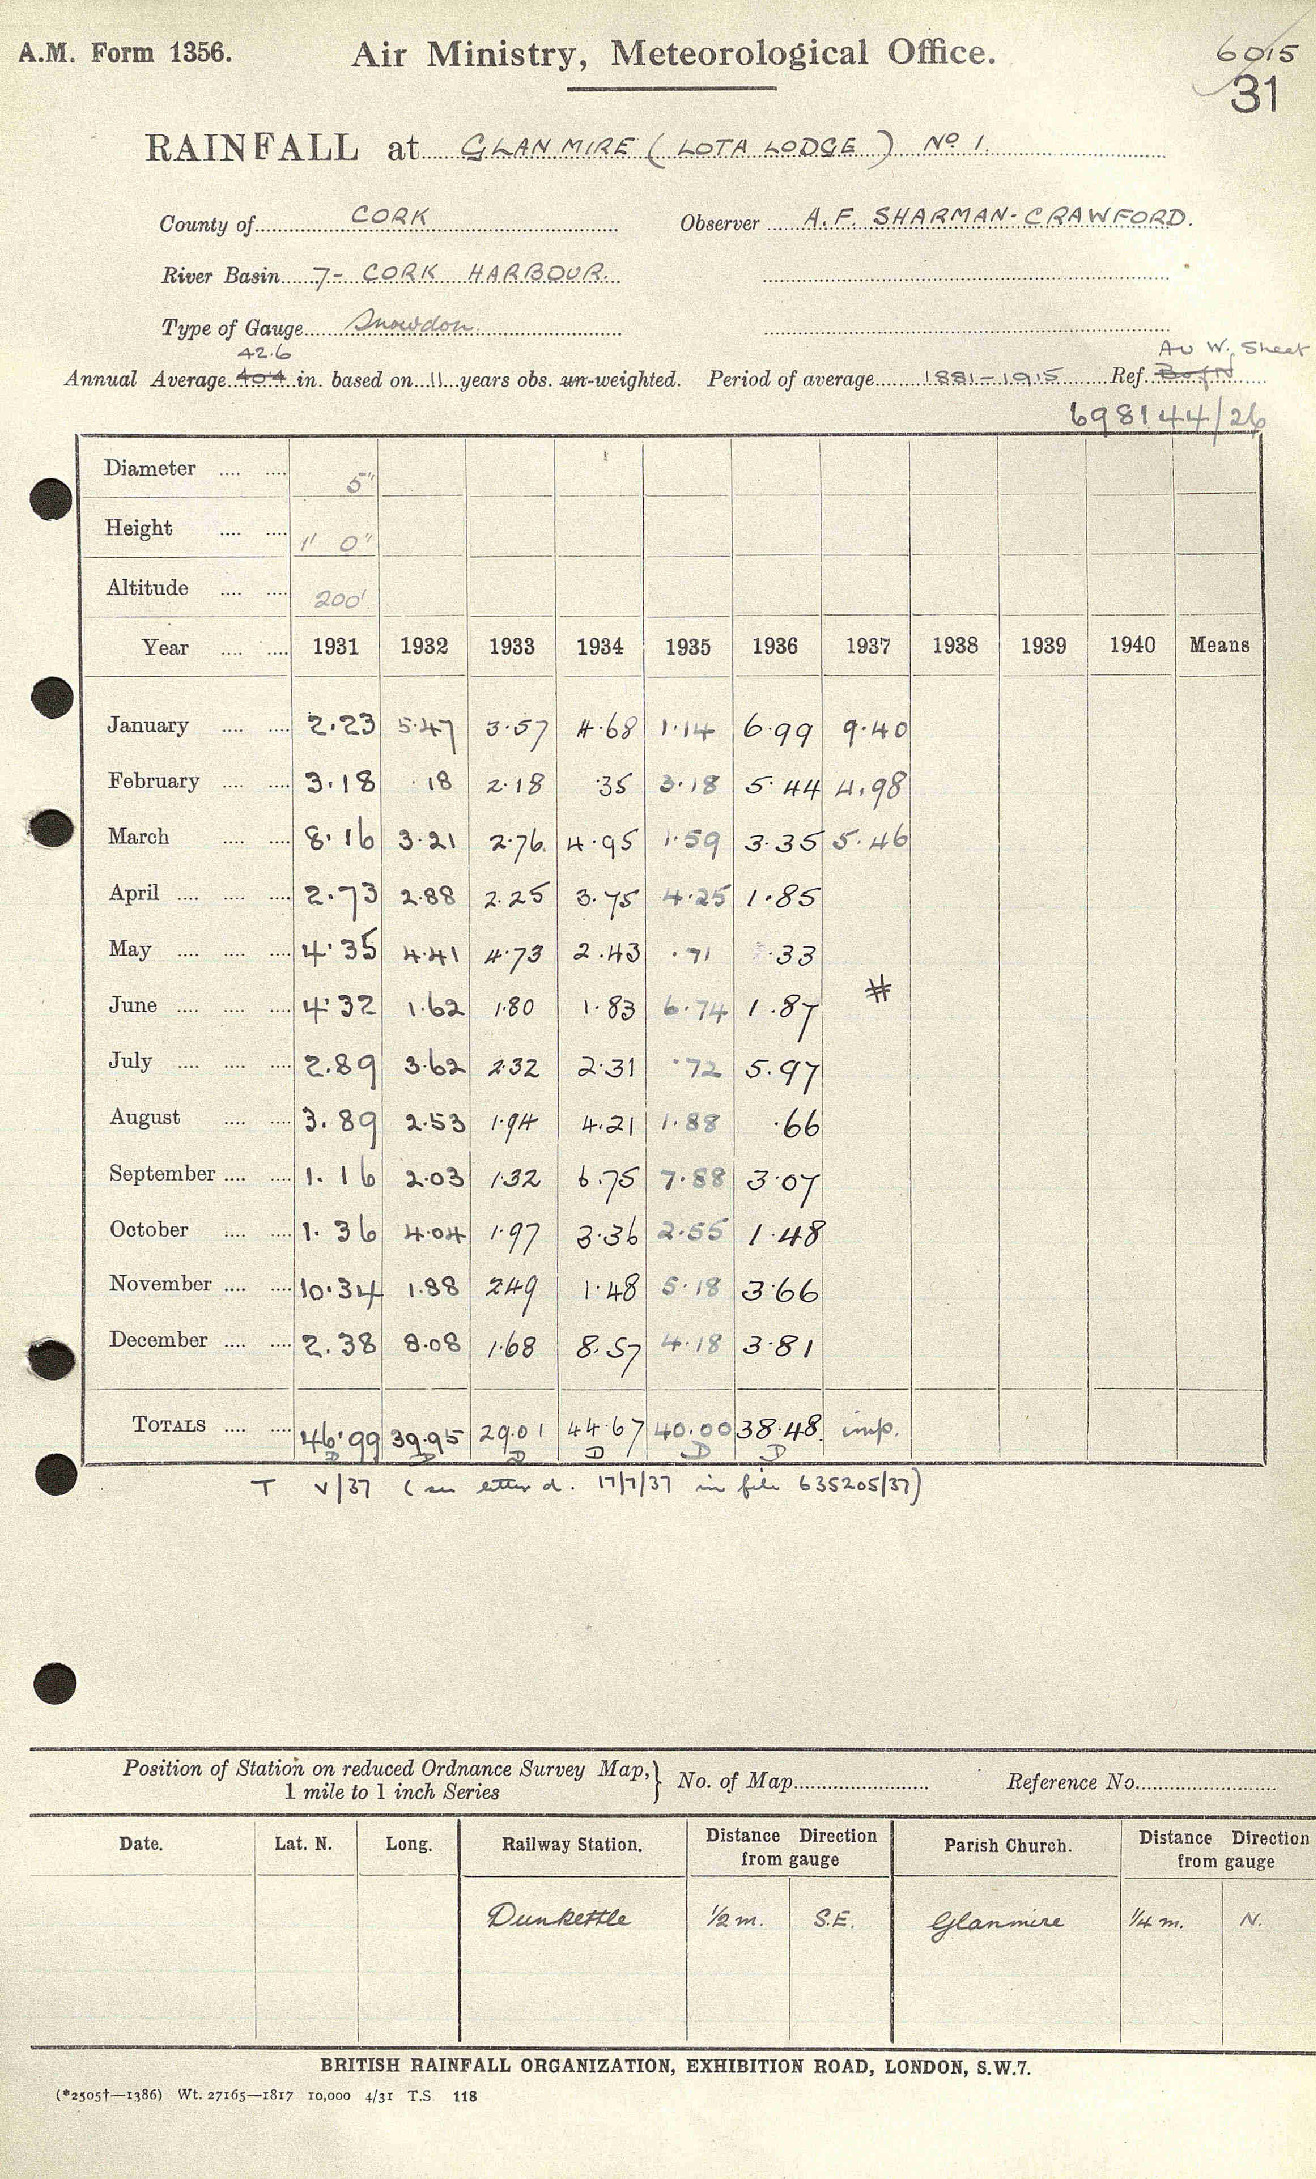 A.M. Form 1356.
Air Ministry, Meteorological Office.
6015
31
RAINFALL at GLANMIRE (LOTA LODGE) No 1.
County of CORK Observer A.F. SHARMAN-CRAWFORD.
River Basin 7- CORK HARBOUR.
Type of Gauge Snowdon
42.6 Av W. Sheet
Annual Average 40.4 in. based on 11 years obs. un-weighted. Period of average 1881-1915 Ref. B of N
698144/26
Diameter 5"
Height 1' 0"
Altitude 200'
Year 1931 1932 1933 1934 1935 1936 1937 1938 1939 1940 Means
January 2.23 5.47 3.57 4.68 1.14 6.99 9.40
February 3.18 .18 2.18 .35 3.18 5.44 4.98
March 8.16 3.21 2.76 4.95 1.59 3.35 5.46
April 2.73 2.88 2.25 3.75 4.25 1.85
May 4.35 4.41 4.73 2.43 .71 .33
June 4.32 1.62 1.80 1.83 6.74 1.87 #
July 2.89 3.62 2.32 2.31 .72 5.97
August 3.89 2.53 1.94 4.21 1.88 .66
September 1.16 2.03 1.32 6.75 7.88 3.07
October 1.36 4.04 1.97 3.36 2.55 1.48
November 10.34 1.88 2.49 1.48 5.18 3.66
December 2.38 8.08 1.68 8.57 4.18 3.81
TOTALS 46.99 39.95 29.01 44.67 40.00 38.48 imp.
D D D D D D
T V/37 (see letter d. 17/7/37 in file 635205/37)
Position of Station on reduced Ordnance Survey Map, 1 mile to 1 inch Series } No. of Map Reference No.
Date. Lat. N. Long. Railway Station. Distance Direction from gauge Parish Church. Distance Direction from gauge
Dunkettle 1/2 m. S.E. Glanmire 1/4 m. N.
BRITISH RAINFALL ORGANIZATION, EXHIBITION ROAD, LONDON, S.W.7.
(*2505†—1386) Wt. 27165—1817 10,000 4/31 T.S. 118